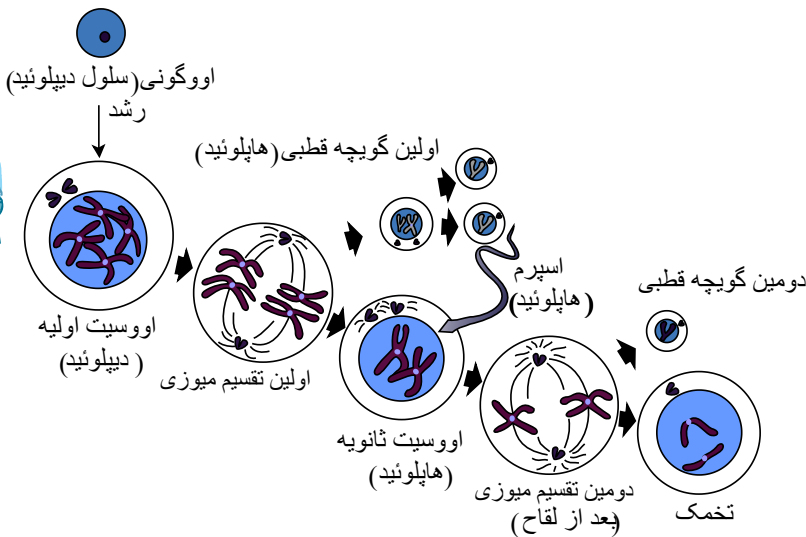 اووگونی(سلول دیپلوئید)
رشد
اولین گویچه قطبی(هاپلوئید)
اسپرم
(هاپلوئید)
دومین گویچه قطبی
اووسیت اولیه
(دیپلوئید)
اولین تقسیم میوزی
اووسیت ثانویه
(هاپلوئید)
دومین تقسیم میوزی
(بعد از لقاح)
تخمک